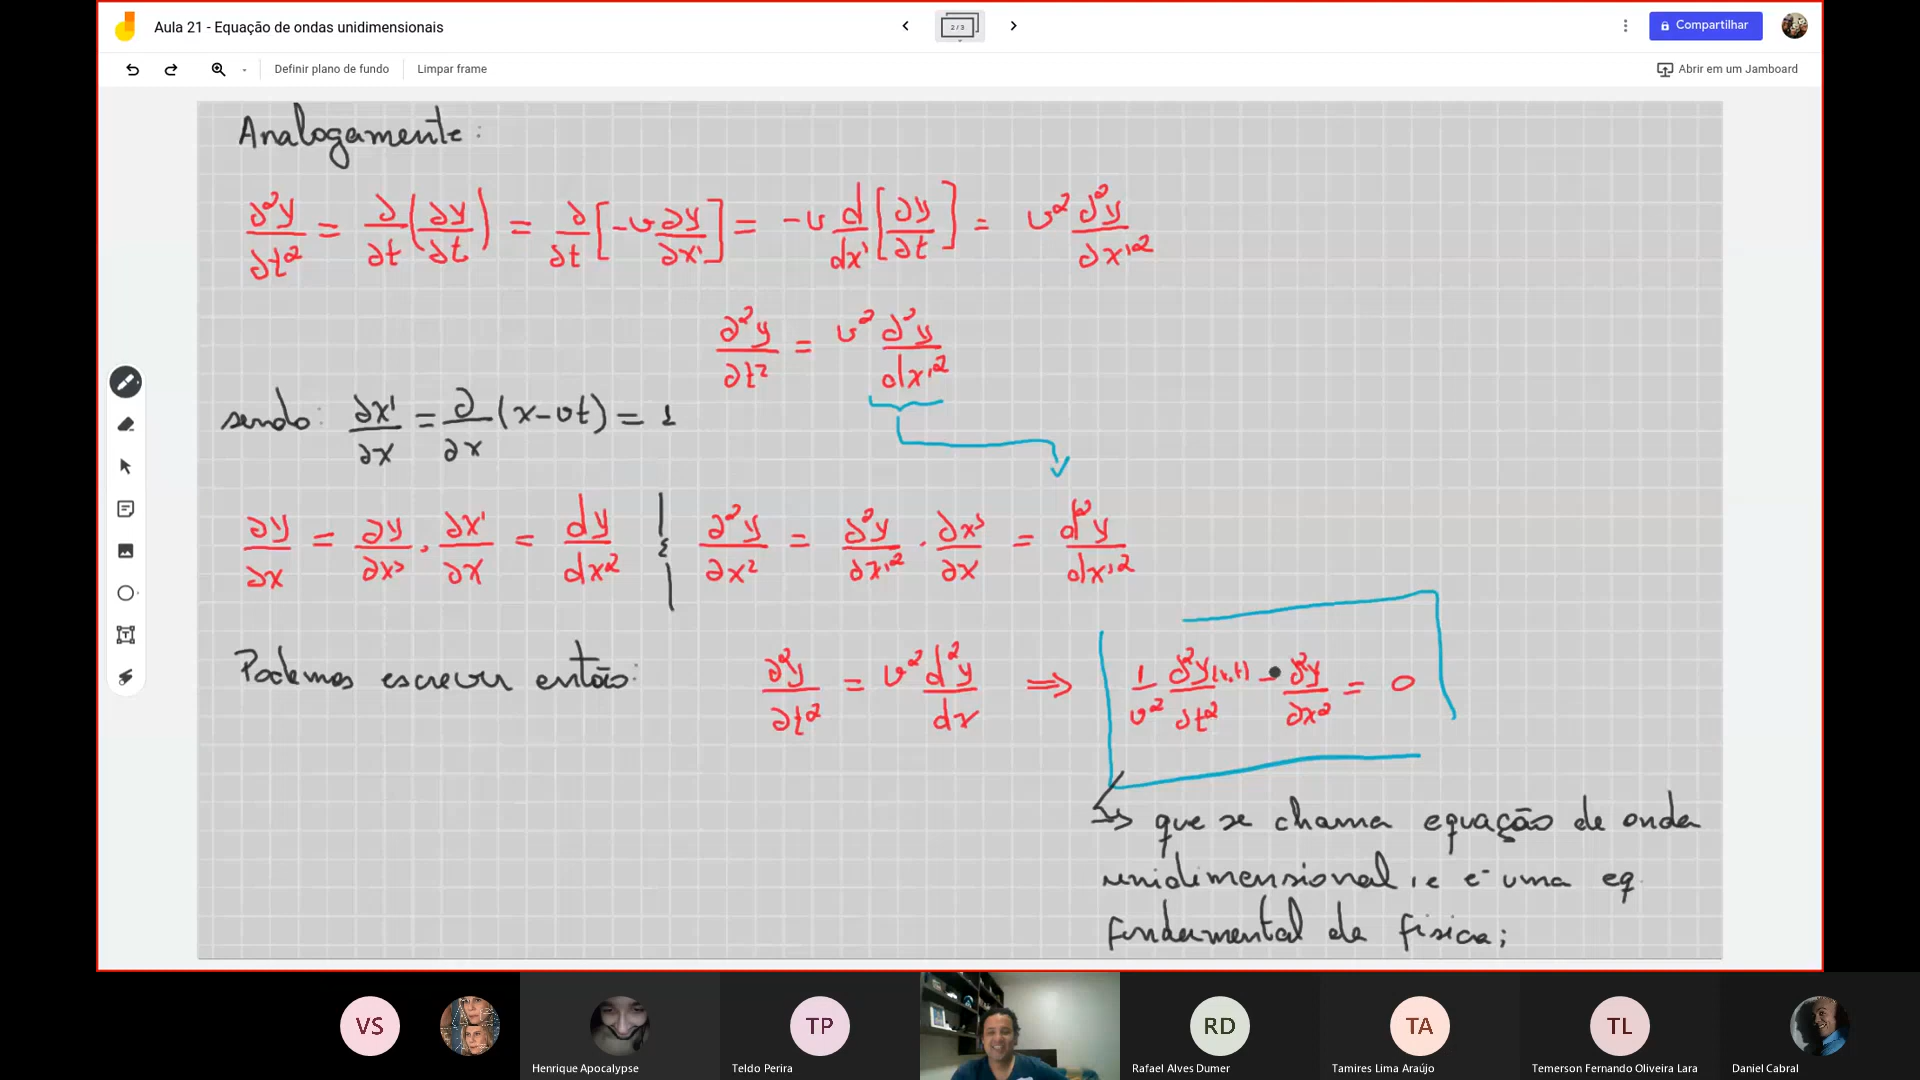 Aula 21 - Equação de ondas unidimensionais
2 / 3
Compartilhar
Definir plano de fundo
Limpar frame
Abrir em um Jamboard
Analogamente:
∂²y/∂t² = ∂/∂t (∂y/∂t) = ∂/∂t [-v ∂y/∂x'] = -v d/dx' [∂y/∂t] = v² ∂²y/∂x'²
∂²y/∂t² = v² d²y/dx'²
sendo: ∂x'/∂x = ∂/∂x (x-vt) = 1
∂y/∂x = ∂y/∂x' . ∂x'/∂x = dy/dx² | ∂²y/∂x² = ∂²y/∂x'² . ∂x'/∂x = d²y/dx'²
Podemos escrever então: ∂²y/∂t² = v² d²y/dx ⇒ 1/v² ∂²y(x,t)/∂t² - ∂²y/∂x² = 0
que se chama equação de onda
unidimensional, e é uma eq.
fundamental da física;
VS
TP
RD
TA
TL
Henrique Apocalypse
Teldo Perira
Rafael Alves Dumer
Tamires Lima Araújo
Temerson Fernando Oliveira Lara
Daniel Cabral